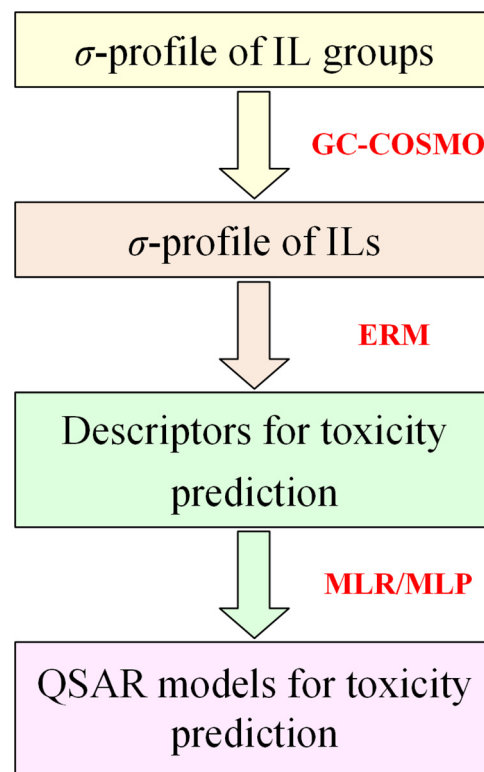 σ-profile of IL groups
GC-COSMO
σ-profile of ILs
ERM
Descriptors for toxicity
prediction
MLR/MLP
QSAR models for toxicity
prediction